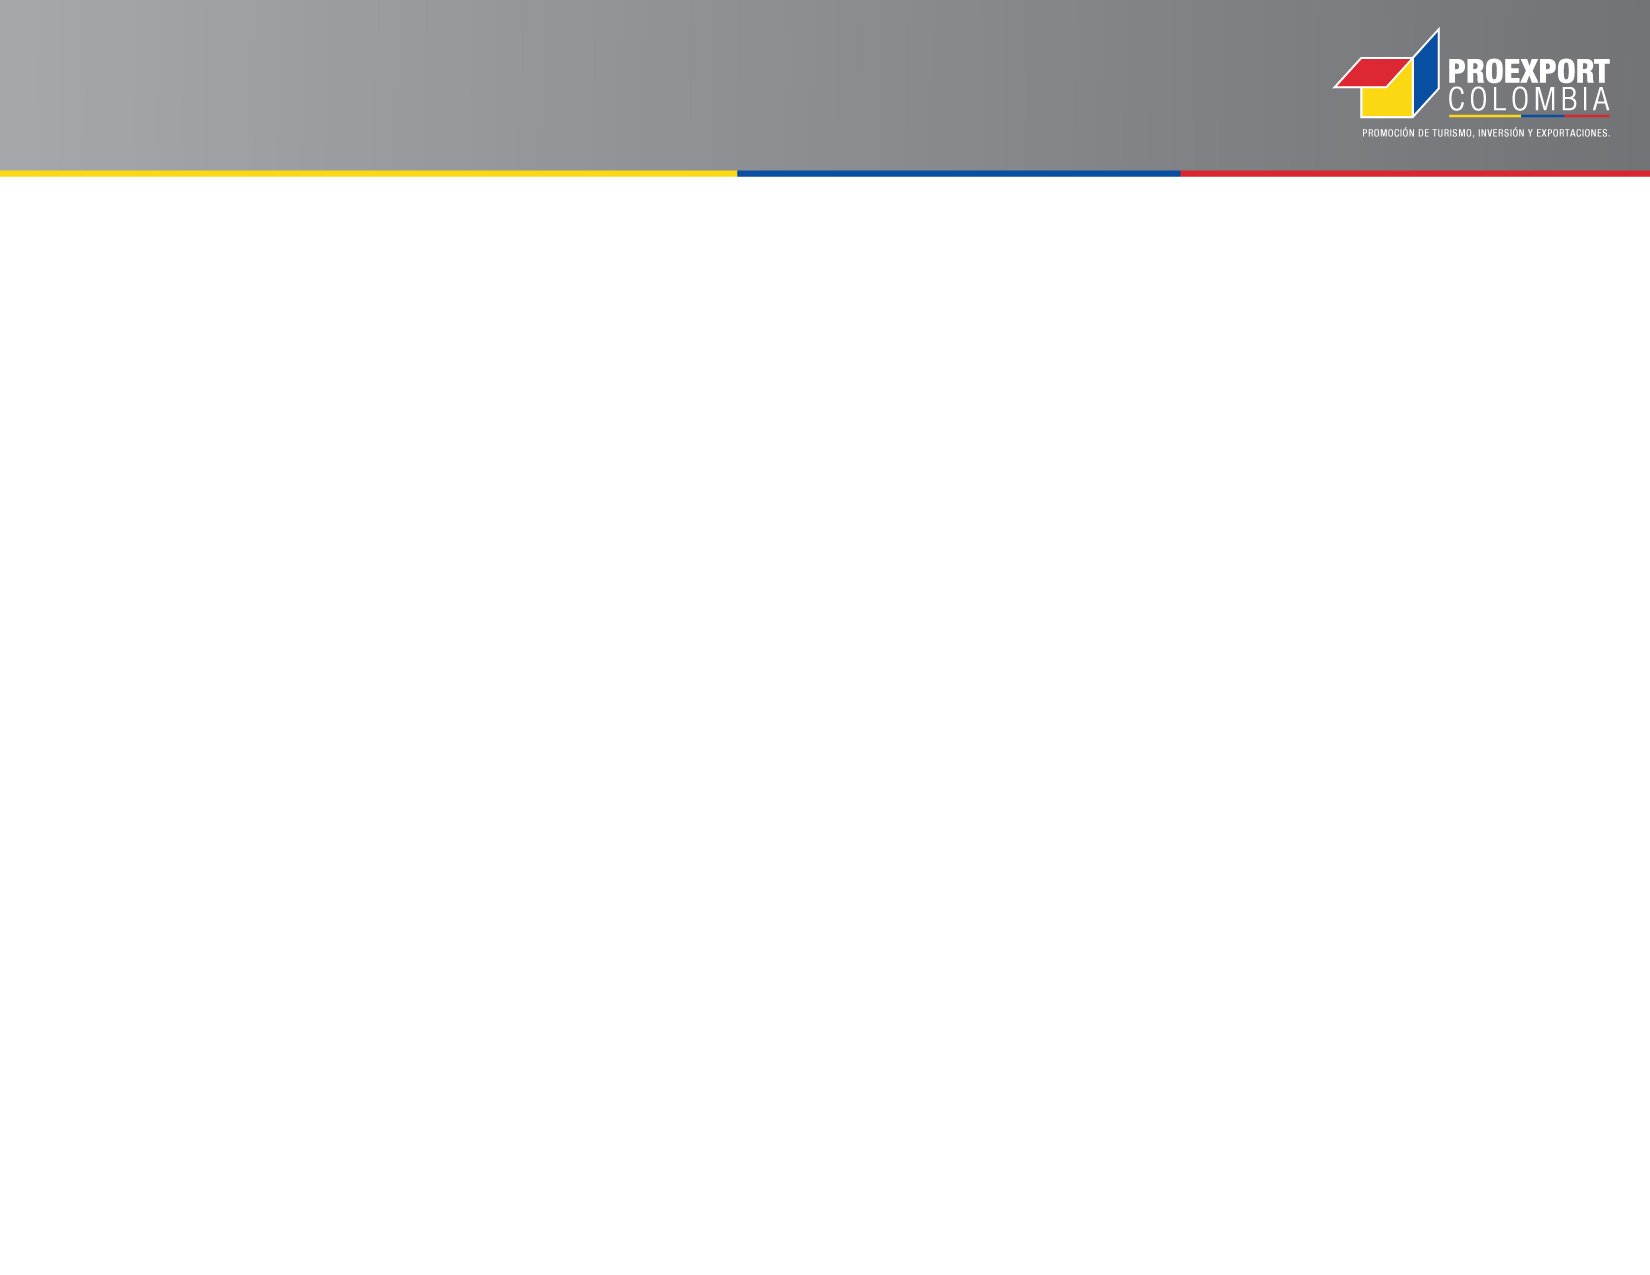 PROEXPORT
COLOMBIA
PROMOCIÓN DE TURISMO, INVERSIÓN Y EXPORTACIONES.